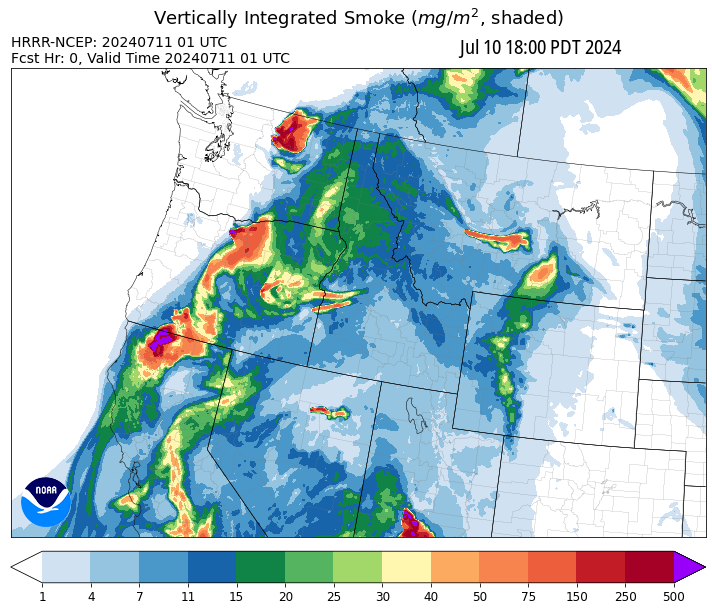 Vertically Integrated Smoke (mg/m², shaded)
HRRR-NCEP: 20240711 01 UTC
Fcst Hr: 0, Valid Time 20240711 01 UTC
Jul 10 18:00 PDT 2024
NOAA
1 4 7 11 15 20 25 30 40 50 75 150 250 500